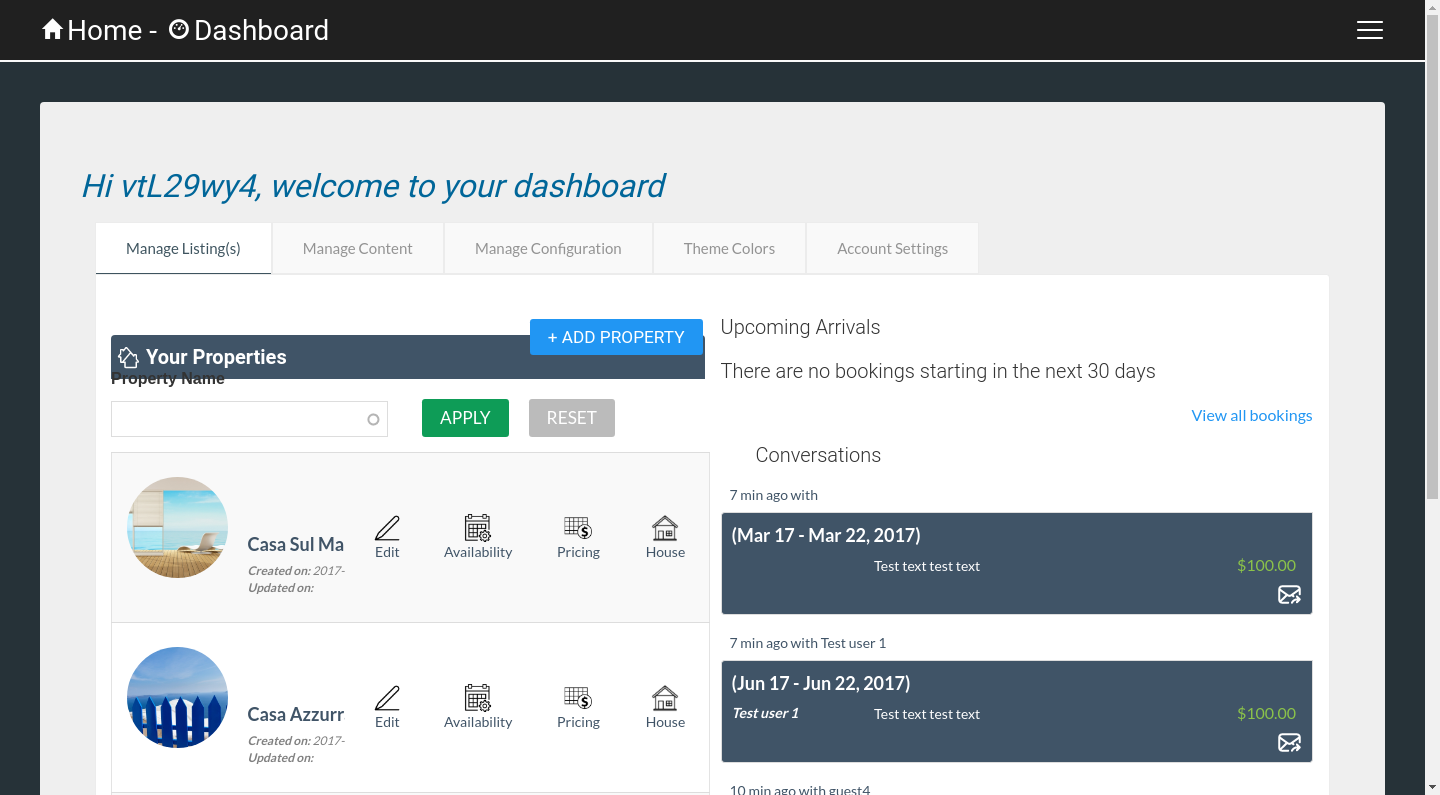 Home - Dashboard
Hi vtL29wy4, welcome to your dashboard
Manage Listing(s)
Manage Content
Manage Configuration
Theme Colors
Account Settings
+ ADD PROPERTY
Your Properties
Property Name
APPLY
RESET
Casa Sul Ma
Created on: 2017-
Updated on:
Edit
Availability
Pricing
House
Casa Azzurr
Created on: 2017-
Updated on:
Edit
Availability
Pricing
House
Upcoming Arrivals
There are no bookings starting in the next 30 days
View all bookings
Conversations
7 min ago with
(Mar 17 - Mar 22, 2017)
Test text test text
$100.00
7 min ago with Test user 1
(Jun 17 - Jun 22, 2017)
Test user 1
Test text test text
$100.00
10 min ago with guest4